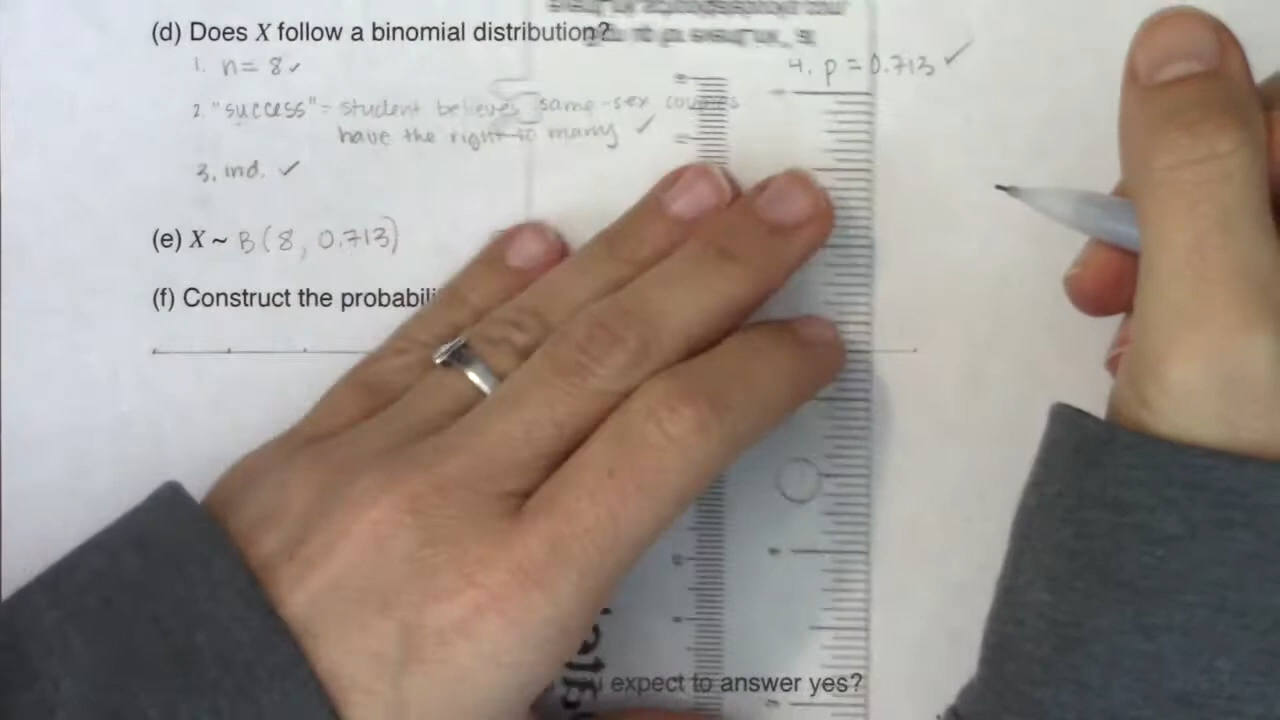 (d) Does X follow a binomial distribution?
1. n = 8 ✓
4. p = 0.713 ✓
2. "success" = student believes same-sex couples
have the right to marry ✓
3. ind. ✓
(e) X ~ B(8, 0.713)
(f) Construct the probabili
expect to answer yes?